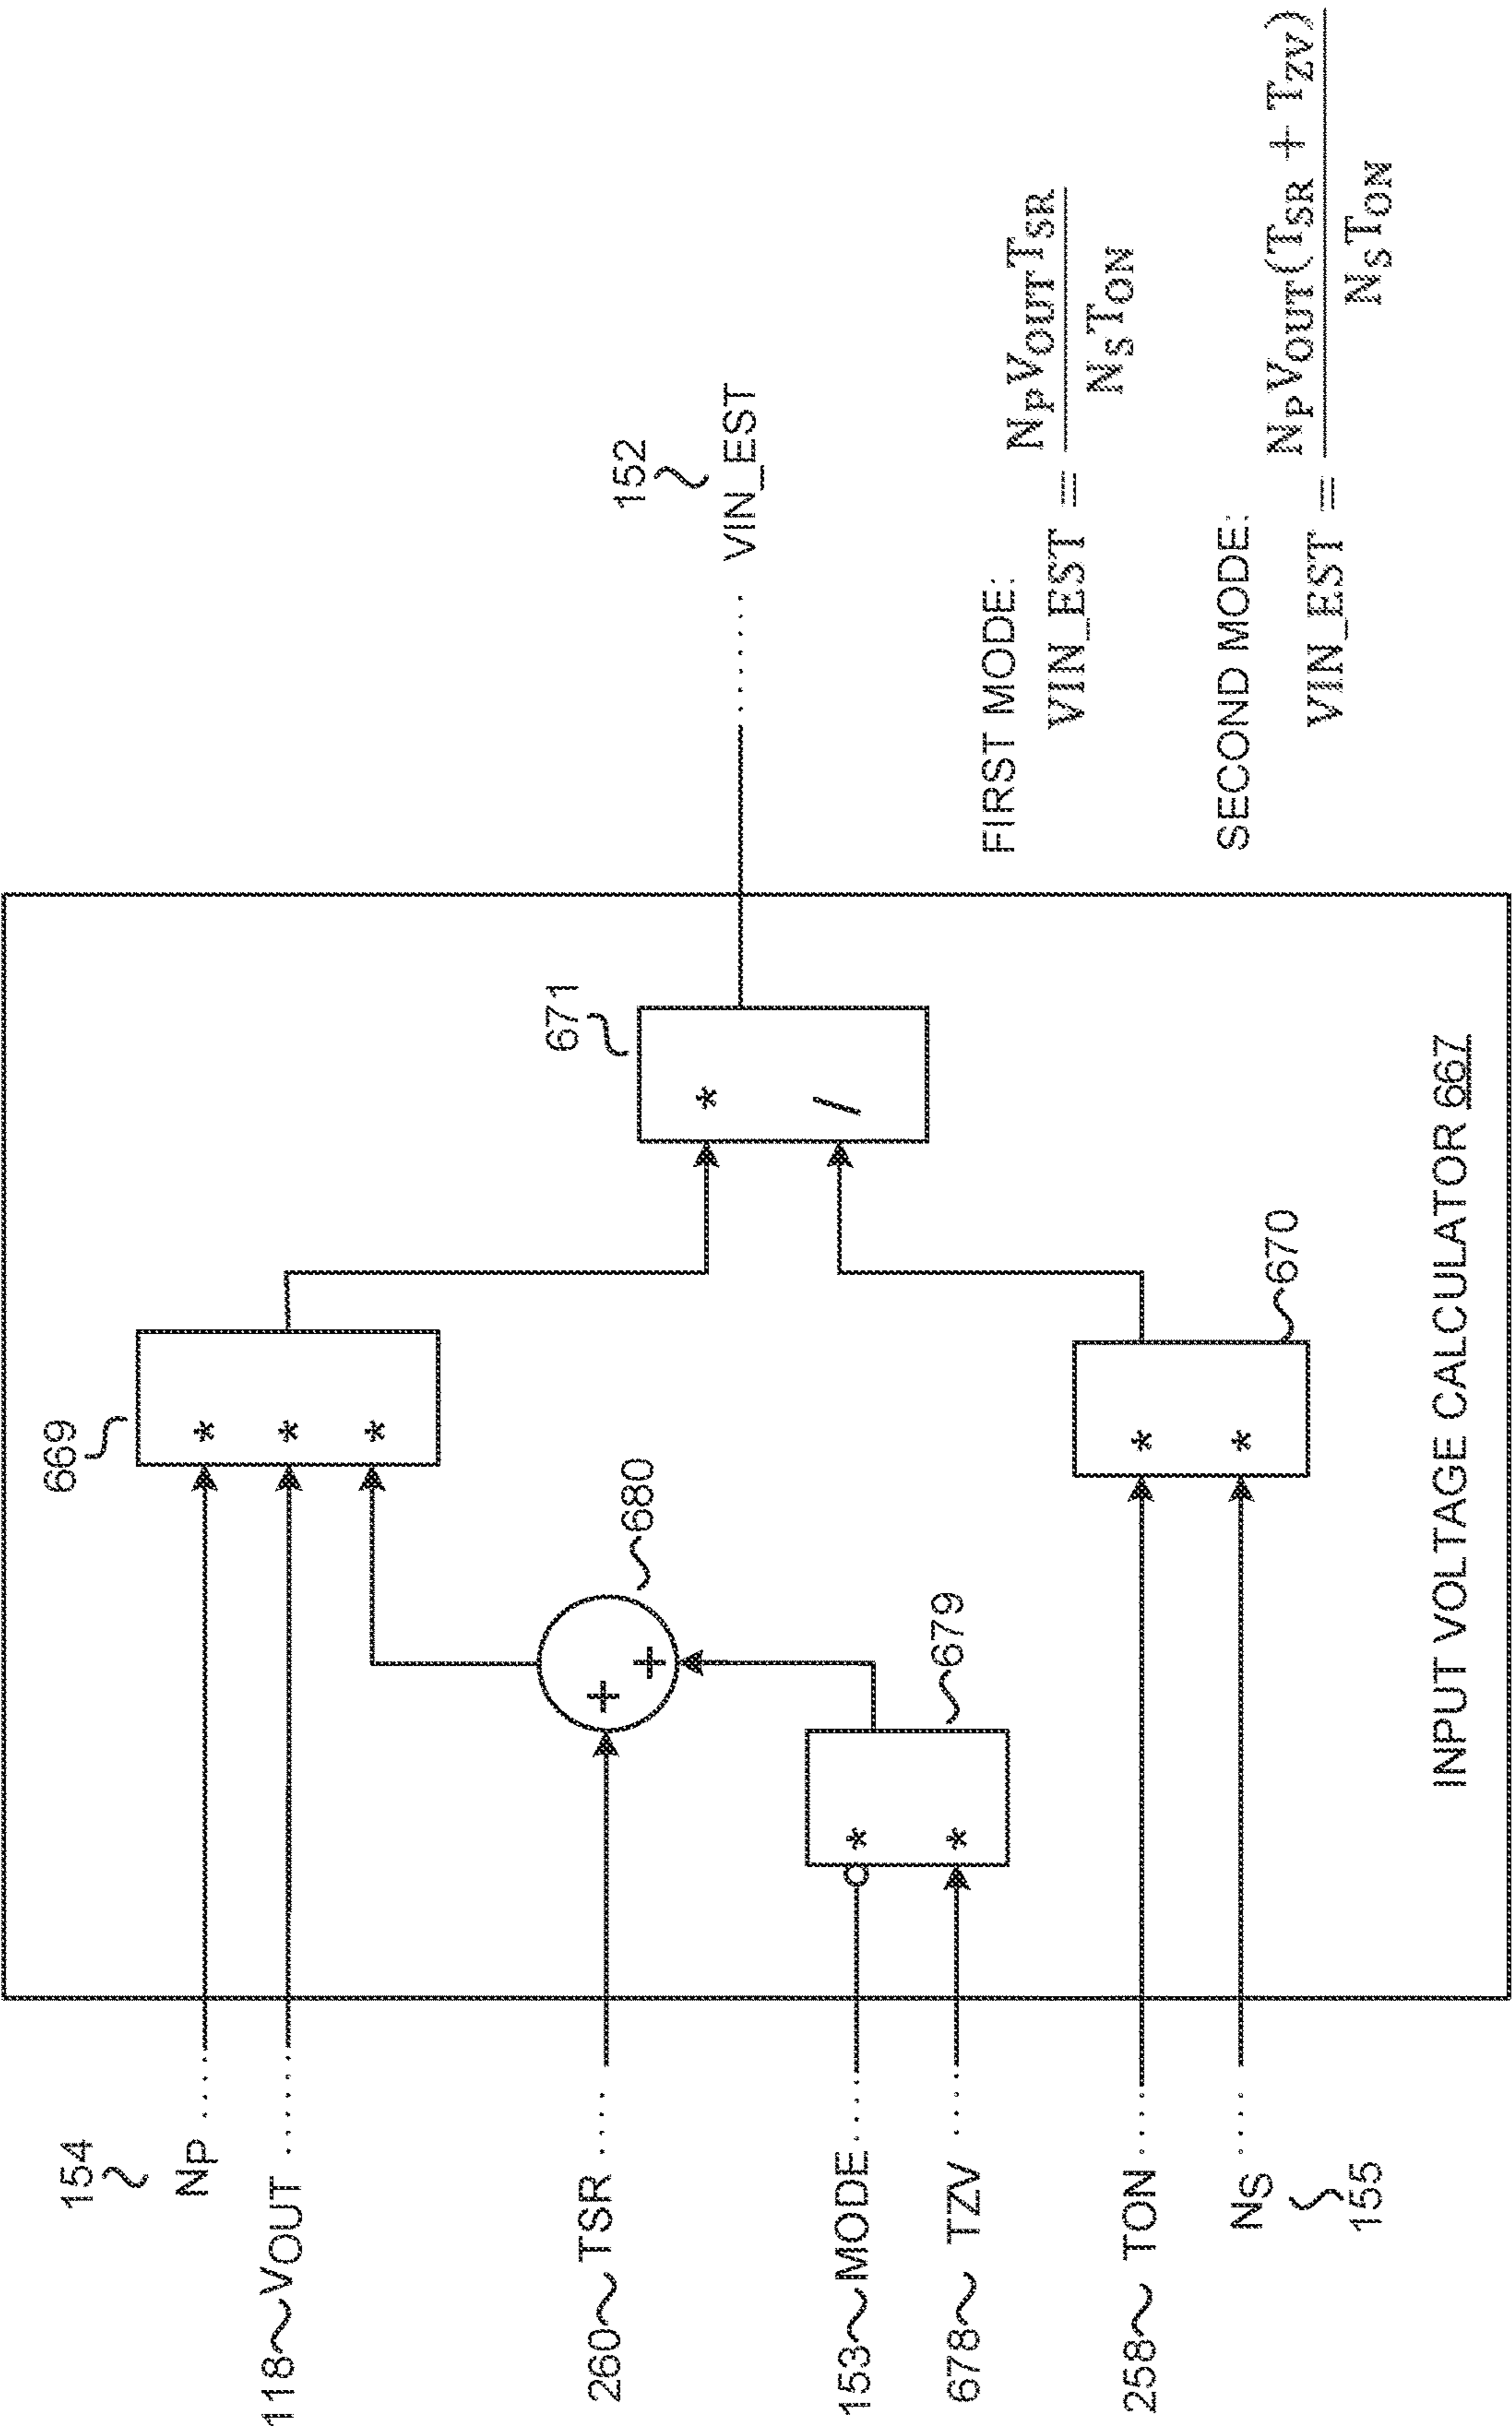 154
NP
118 VOUT
260 TSR
153 MODE
678 TZV
258 TON
NS
155
669
* * *
680
+ +
679
* *
670
* *
671
* /
INPUT VOLTAGE CALCULATOR 667
152
VIN_EST
FIRST MODE:
VIN_EST = NPVOUTTSR / NSTON
SECOND MODE:
VIN_EST = NPVOUT(TSR + TZV) / NSTON